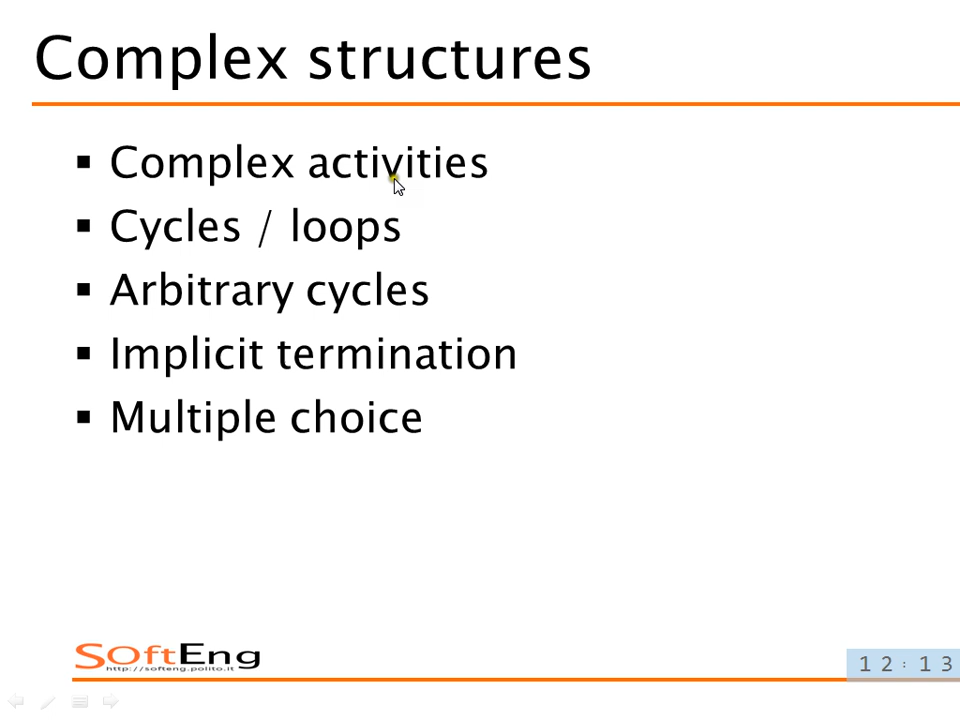 Complex structures
▪ Complex activities
▪ Cycles / loops
▪ Arbitrary cycles
▪ Implicit termination
▪ Multiple choice
SOftEng
http://softeng.polito.it
12:13